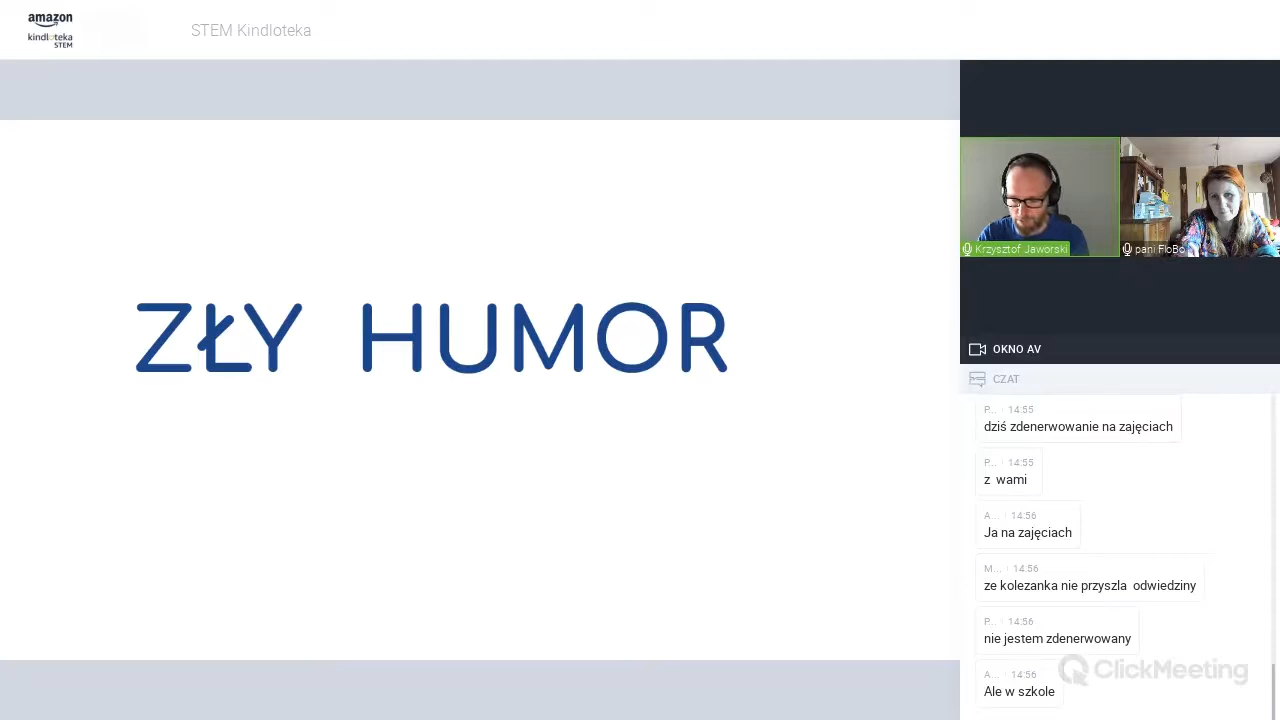 amazon
kindloteka
STEM
STEM Kindloteka
ZŁY HUMOR
Krzysztof Jaworski
pani FloBo
OKNO AV
CZAT
P... 14:55
dziś zdenerwowanie na zajęciach
P... 14:55
z wami
A... 14:56
Ja na zajęciach
M... 14:56
ze kolezanka nie przyszla odwiedziny
P... 14:56
nie jestem zdenerwowany
A... 14:56
Ale w szkole
ClickMeeting